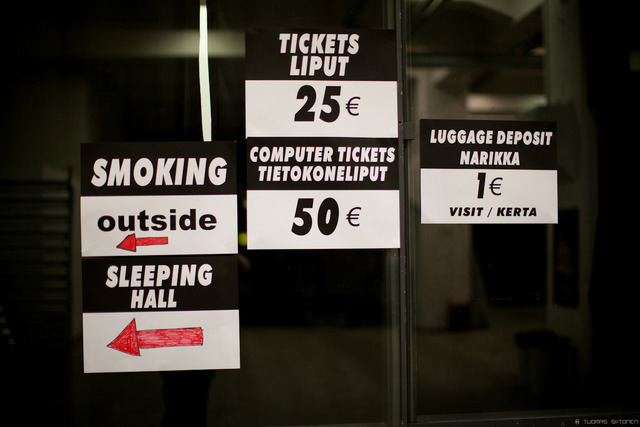 TICKETS
LIPUT
25€
COMPUTER TICKETS
TIETOKONELIPUT
50€
LUGGAGE DEPOSIT
NARIKKA
1€
VISIT / KERTA
SMOKING
outside
SLEEPING
HALL